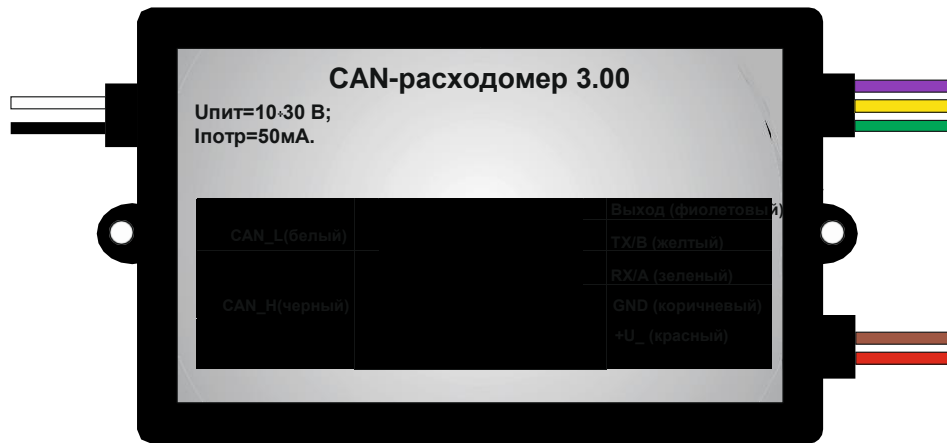 CAN-расходомер 3.00
Uпит=10÷30 В;
Iпотр=50мА.
Выход (фиолетовый)
CAN_L(белый)
TX/B (желтый)
RX/A (зеленый)
CAN_H(черный)
GND (коричневый)
+U_ (красный)